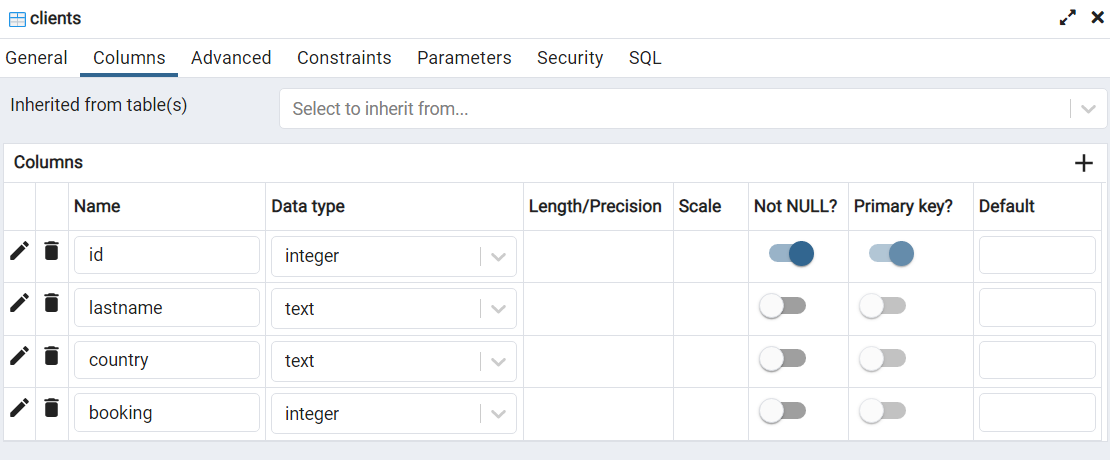 clients
General Columns Advanced Constraints Parameters Security SQL
Inherited from table(s) Select to inherit from...
Columns
Name Data type Length/Precision Scale Not NULL? Primary key? Default
id integer
lastname text
country text
booking integer